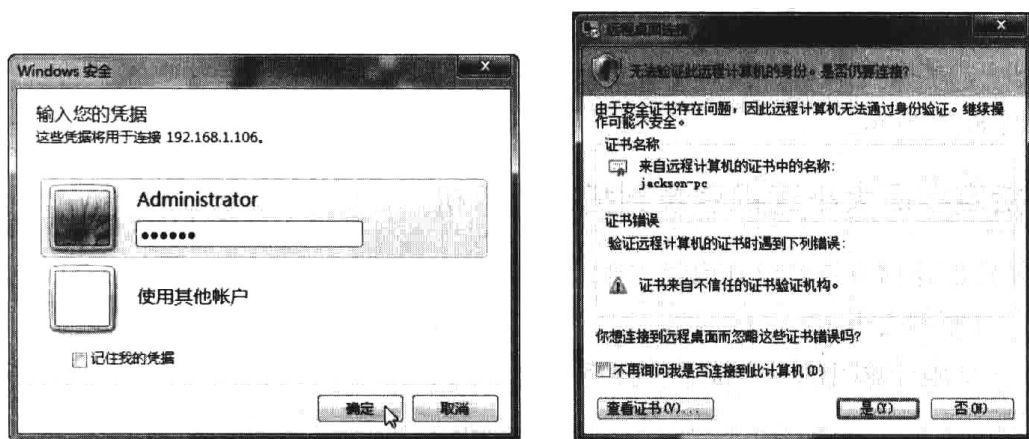 Windows 安全
输入您的凭据
这些凭据将用于连接 192.168.1.106。
Administrator
●●●●●●
使用其他帐户
记住我的凭据
确定
取消
远程桌面连接
无法验证此远程计算机的身份。是否仍要连接?
由于安全证书存在问题，因此远程计算机无法通过身份验证。继续操
作可能不安全。
证书名称
来自远程计算机的证书中的名称:
jackson-pc
证书错误
验证远程计算机的证书时遇到下列错误:
证书来自不信任的证书验证机构。
你想连接到远程桌面而忽略这些证书错误吗?
不再询问我是否连接到此计算机(D)
查看证书(V)...
是(Y)
否(N)